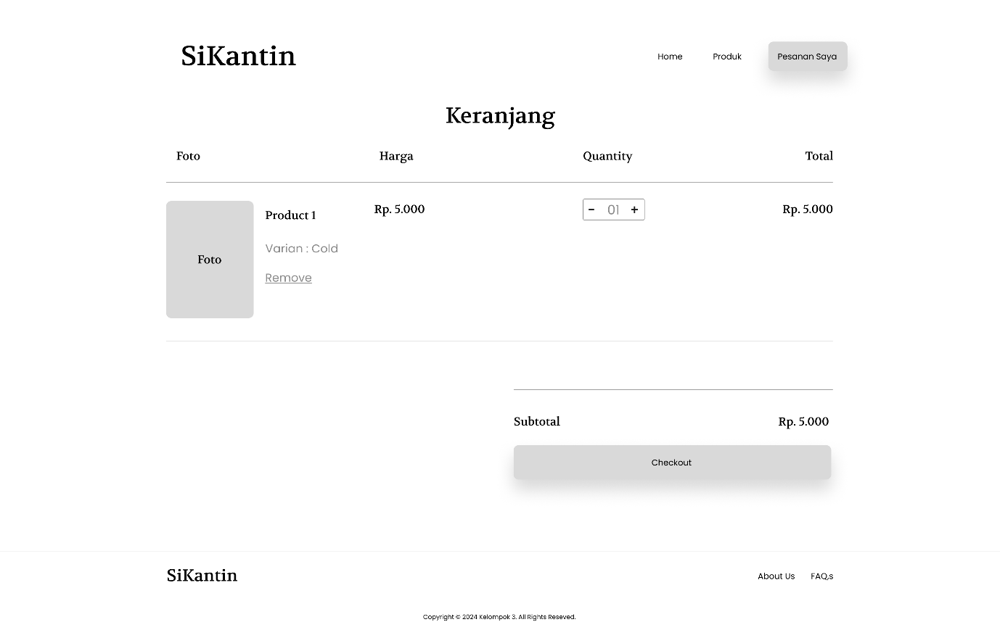 SiKantin
Home Produk Pesanan Saya
Keranjang
Foto Harga Quantity Total
Foto
Product 1
Varian : Cold
Remove
Rp. 5.000
- 01 +
Rp. 5.000
Subtotal Rp. 5.000
Checkout
SiKantin
About Us FAQ,s
Copyright © 2024 Kelompok 3. All Rights Reseved.